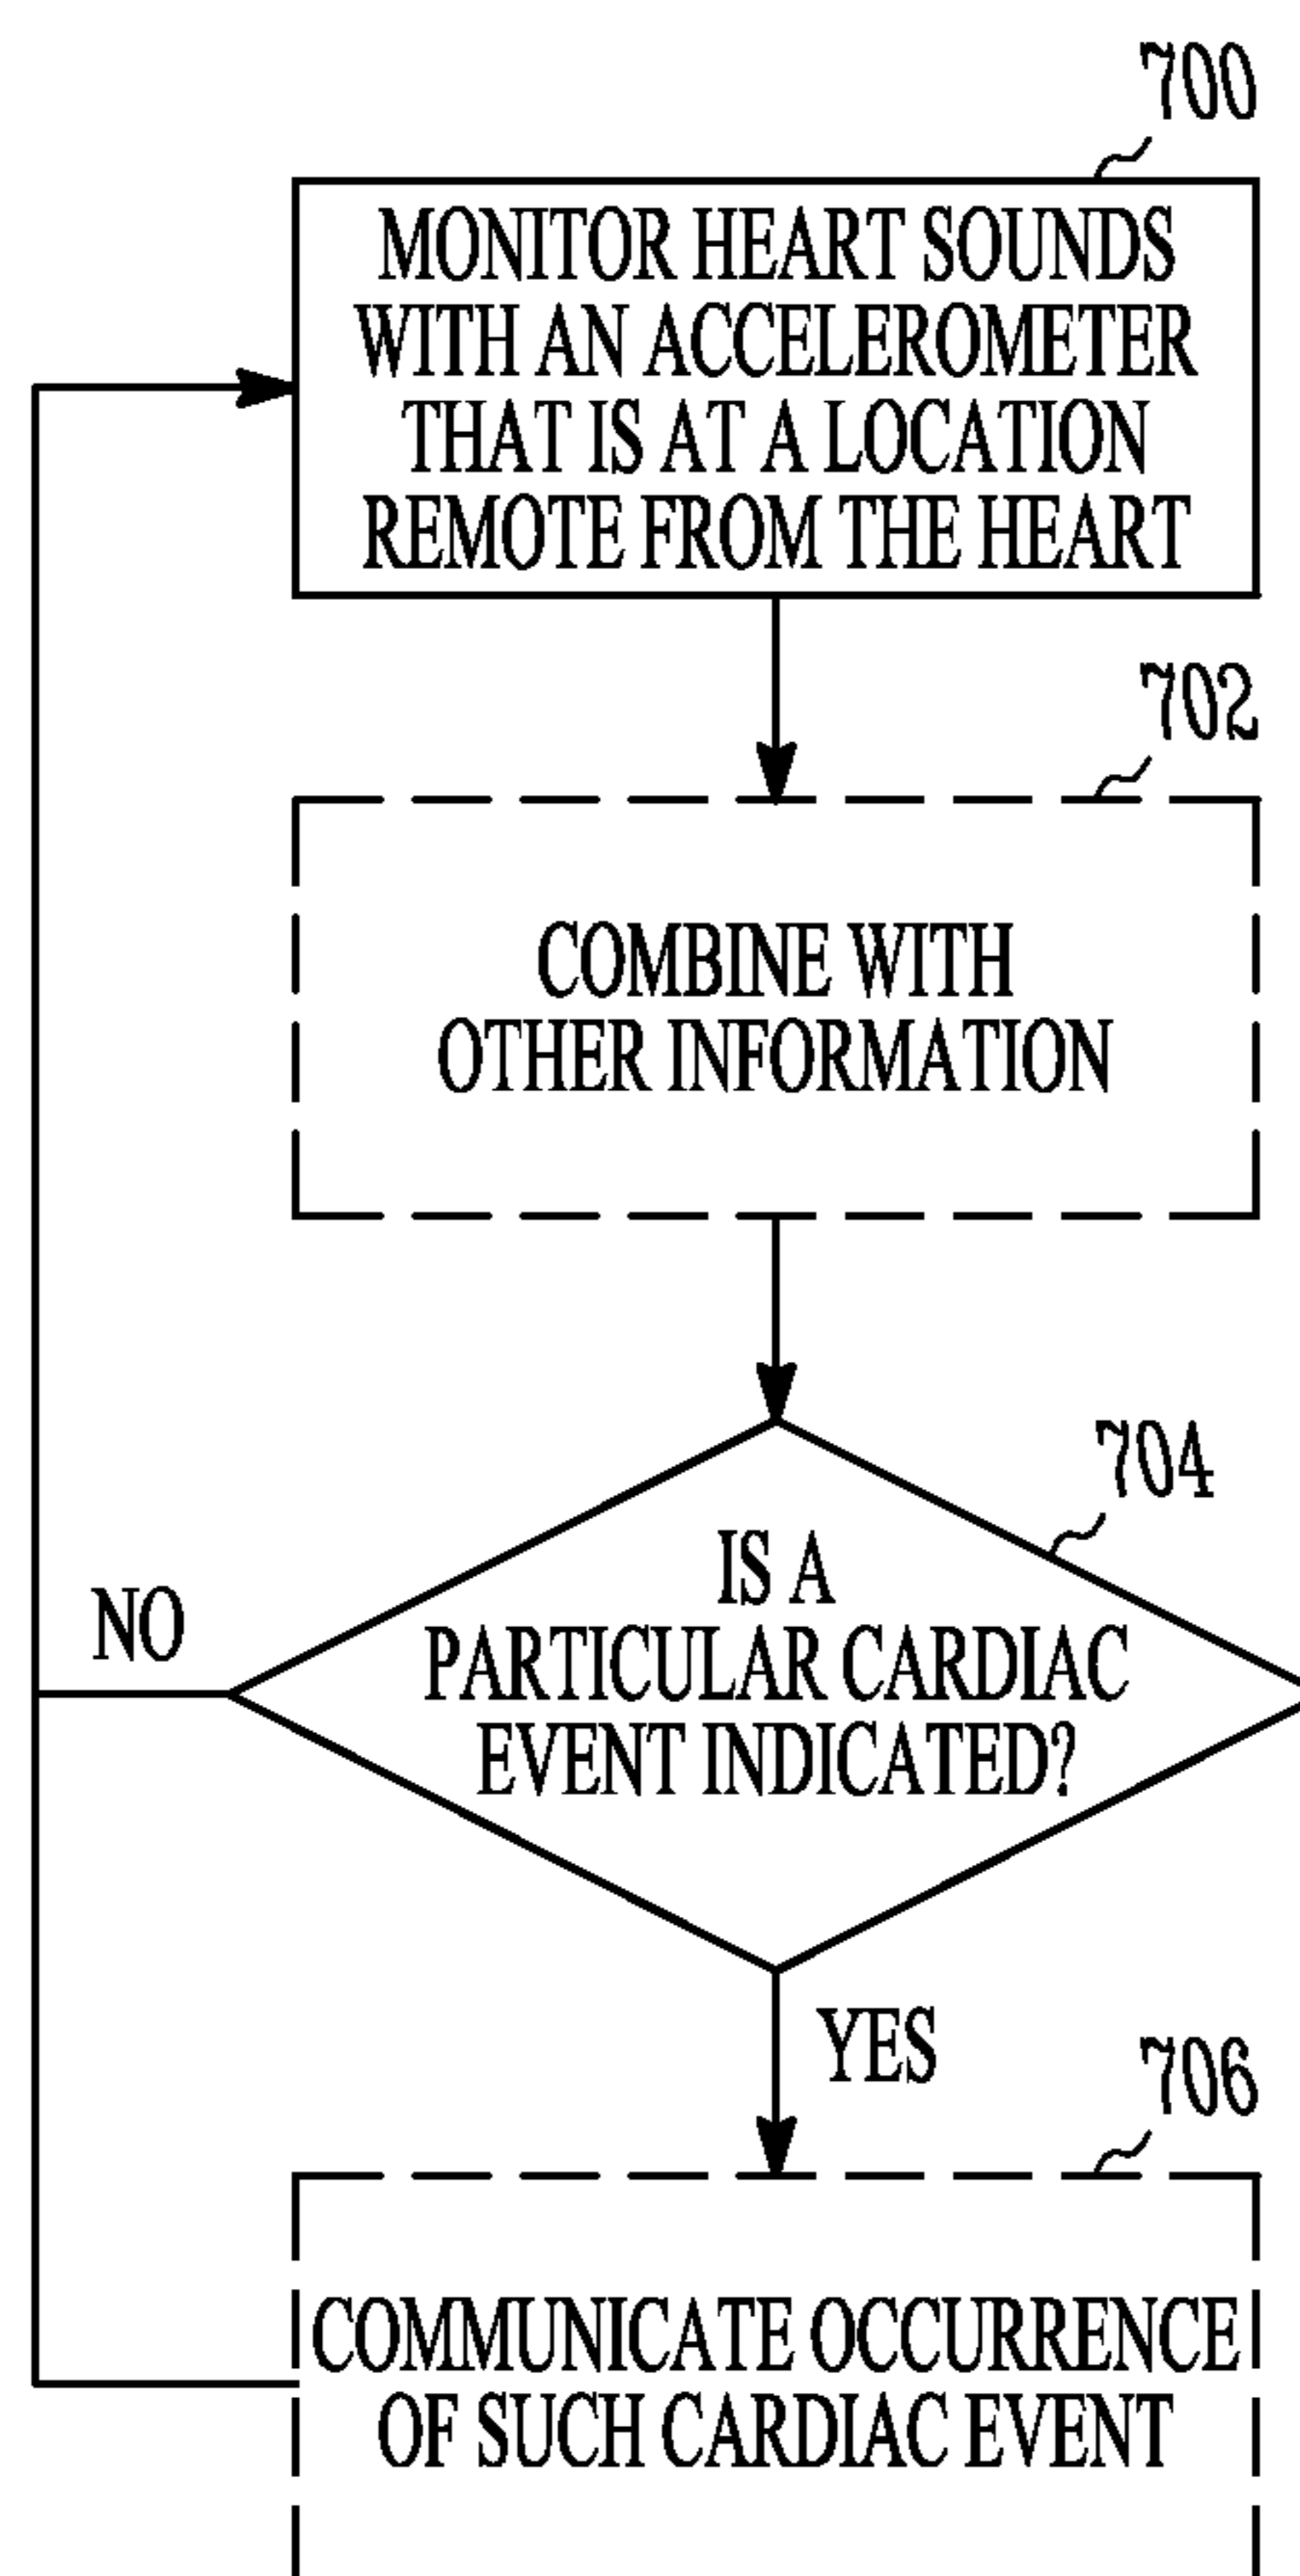 700
MONITOR HEART SOUNDS
WITH AN ACCELEROMETER
THAT IS AT A LOCATION
REMOTE FROM THE HEART
702
COMBINE WITH
OTHER INFORMATION
704
IS A
PARTICULAR CARDIAC
EVENT INDICATED?
NO
YES
706
COMMUNICATE OCCURRENCE
OF SUCH CARDIAC EVENT